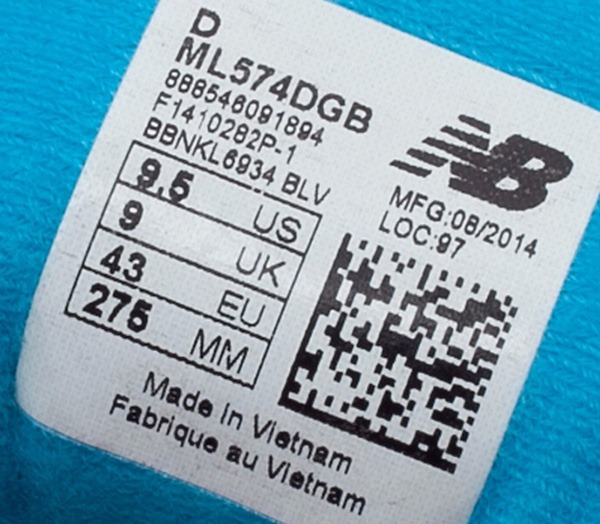 D
ML574DGB
888546091894
F1410282P-1
BBNKL6934 BLV
9.5 US
9 UK
43 EU
275 MM
NB
MFG:08/2014
LOC:97
Made in Vietnam
Fabrique au Vietnam